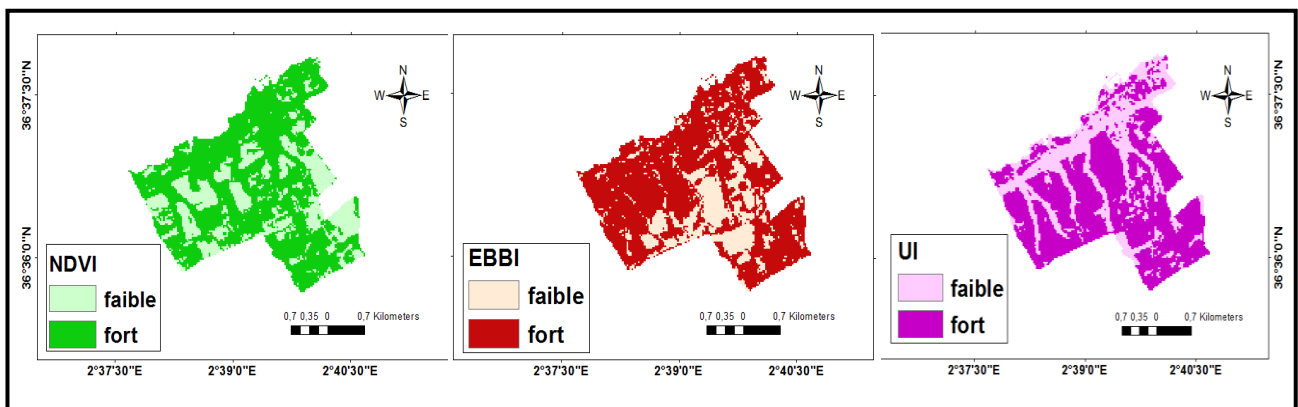 N
W E
S
36°37'30"N
36°36'0"N
NDVI
faible
fort
0,7 0,35 0 0,7 Kilometers
2°37'30"E 2°39'0"E 2°40'30"E
N
W E
S
EBBI
faible
fort
0,7 0,35 0 0,7 Kilometers
2°37'30"E 2°39'0"E 2°40'30"E
N
W E
S
36°37'30"N
36°36'0"N
UI
faible
fort
0,7 0,35 0 0,7 Kilometers
2°37'30"E 2°39'0"E 2°40'30"E